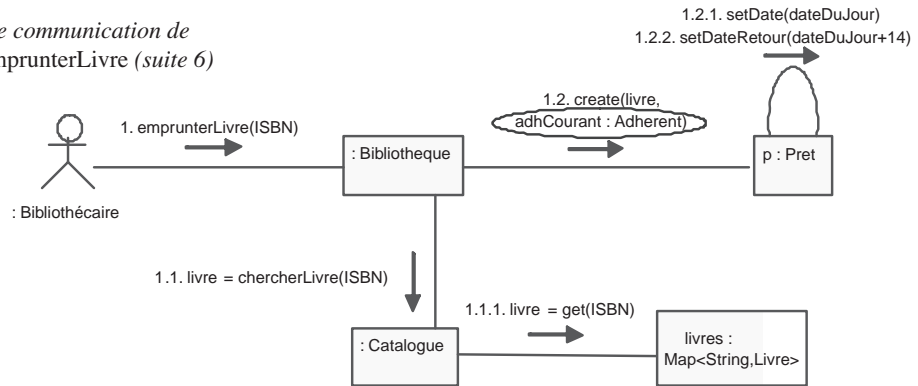 e communication de
nprunterLivre (suite 6)
1.2.1. setDate(dateDuJour)
1.2.2. setDateRetour(dateDuJour+14)
1. emprunterLivre(ISBN)
1.2. create(livre,
adhCourant : Adherent)
: Bibliotheque
p : Pret
: Bibliothécaire
1.1. livre = chercherLivre(ISBN)
1.1.1. livre = get(ISBN)
: Catalogue
livres :
Map<String,Livre>